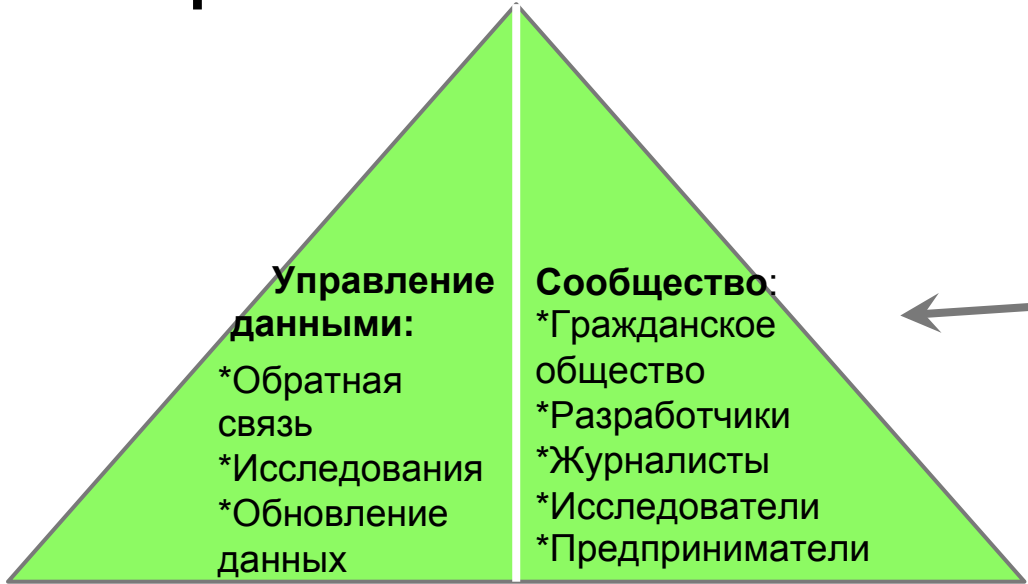 Управление
данными:
*Обратная
связь
*Исследования
*Обновление
данных
Сообщество:
*Гражданское
общество
*Разработчики
*Журналисты
*Исследователи
*Предприниматели